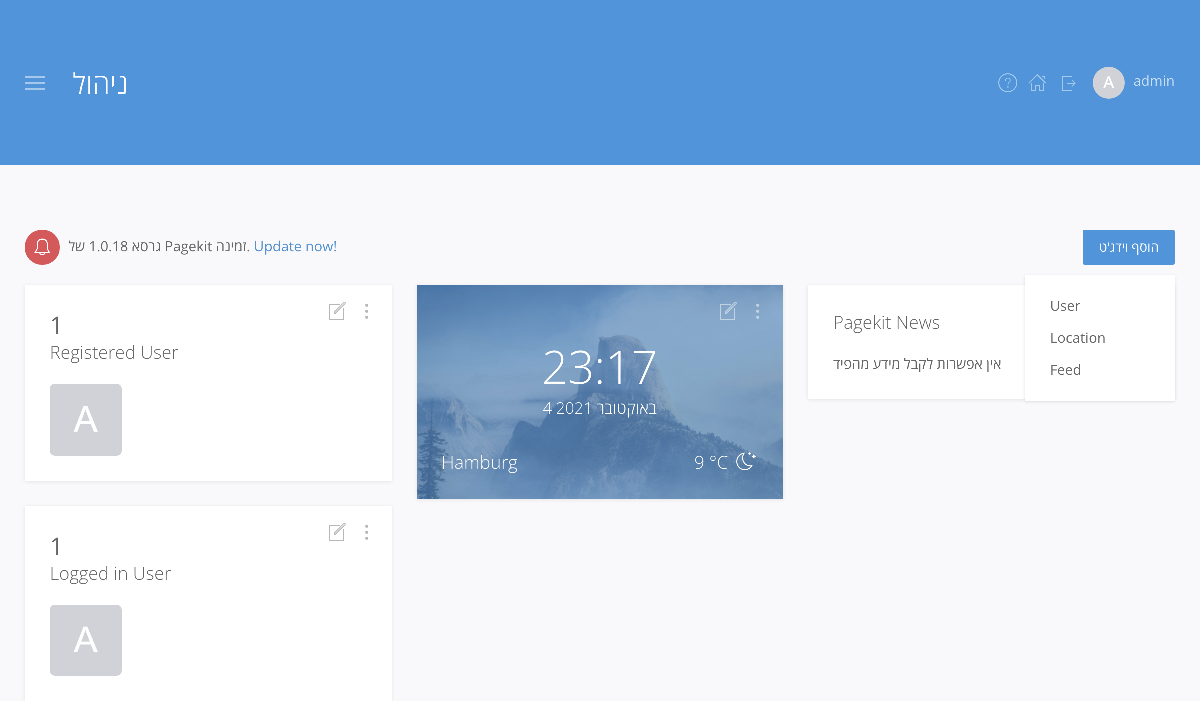 ניהול
A admin
גרסא 1.0.18 של Pagekit זמינה. Update now!
הוסף וידג'ט
User
Location
Feed
1
Registered User
A
23:17
4 באוקטובר 2021
Hamburg
9 °C
Pagekit News
אין אפשרות לקבל מידע מהפיד
1
Logged in User
A